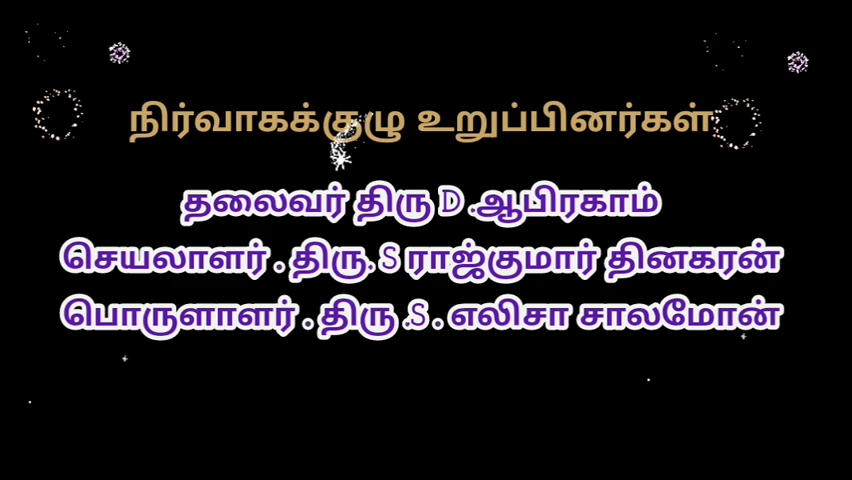 நிர்வாகக்குழு உறுப்பினர்கள்
தலைவர் திரு D .ஆபிரகாம்
செயலாளர் . திரு. S ராஜ்குமார் தினகரன்
பொருளாளர் . திரு .S . எலிசா சாலமோன்